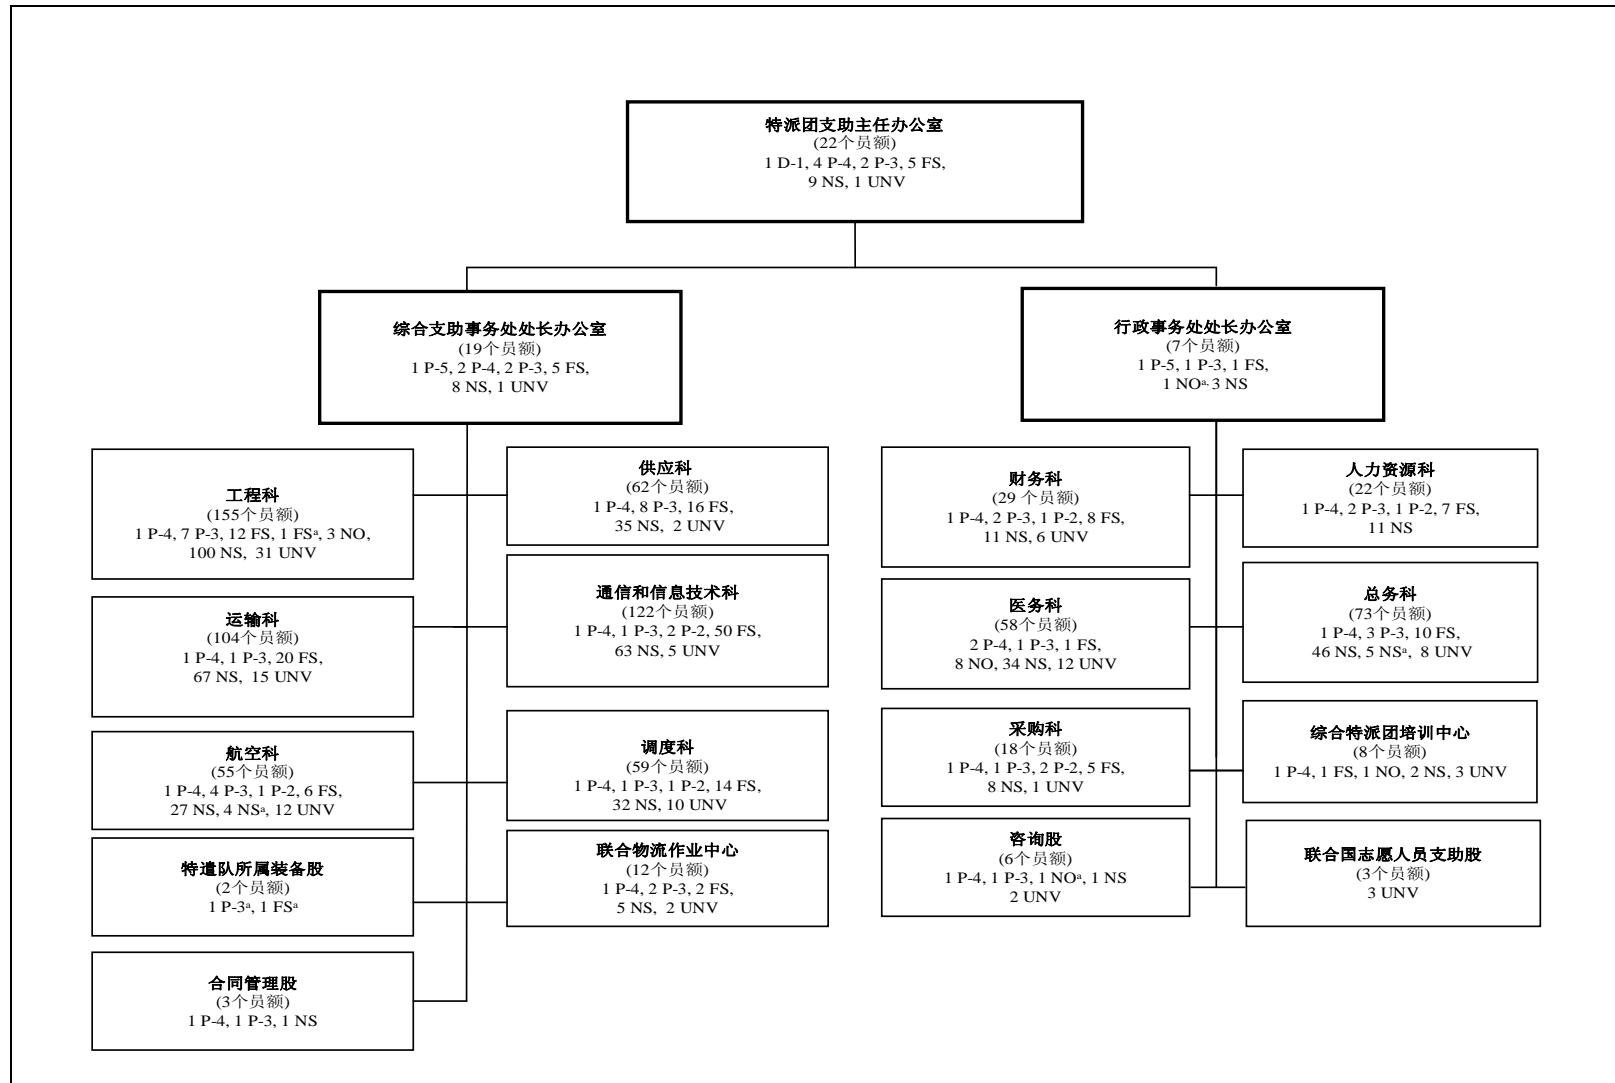 特派团支助主任办公室
(22个员额)
1 D-1, 4 P-4, 2 P-3, 5 FS,
9 NS, 1 UNV
综合支助事务处处长办公室
(19个员额)
1 P-5, 2 P-4, 2 P-3, 5 FS,
8 NS, 1 UNV
行政事务处处长办公室
(7个员额)
1 P-5, 1 P-3, 1 FS,
1 NOᵃ, 3 NS
工程科
(155个员额)
1 P-4, 7 P-3, 12 FS, 1 FSᵃ, 3 NO,
100 NS, 31 UNV
供应科
(62个员额)
1 P-4, 8 P-3, 16 FS,
35 NS, 2 UNV
财务科
(29 个员额)
1 P-4, 2 P-3, 1 P-2, 8 FS,
11 NS, 6 UNV
人力资源科
(22个员额)
1 P-4, 2 P-3, 1 P-2, 7 FS,
11 NS
运输科
(104个员额)
1 P-4, 1 P-3, 20 FS,
67 NS, 15 UNV
通信和信息技术科
(122个员额)
1 P-4, 1 P-3, 2 P-2, 50 FS,
63 NS, 5 UNV
医务科
(58个员额)
2 P-4, 1 P-3, 1 FS,
8 NO, 34 NS, 12 UNV
总务科
(73个员额)
1 P-4, 3 P-3, 10 FS,
46 NS, 5 NSᵃ, 8 UNV
航空科
(55个员额)
1 P-4, 4 P-3, 1 P-2, 6 FS,
27 NS, 4 NSᵃ, 12 UNV
调度科
(59个员额)
1 P-4, 1 P-3, 1 P-2, 14 FS,
32 NS, 10 UNV
采购科
(18个员额)
1 P-4, 1 P-3, 2 P-2, 5 FS,
8 NS, 1 UNV
综合特派团培训中心
(8个员额)
1 P-4, 1 FS, 1 NO, 2 NS, 3 UNV
特遣队所属装备股
(2个员额)
1 P-3ᵃ, 1 FSᵃ
联合物流作业中心
(12个员额)
1 P-4, 2 P-3, 2 FS,
5 NS, 2 UNV
咨询股
(6个员额)
1 P-4, 1 P-3, 1 NOᵃ, 1 NS
2 UNV
联合国志愿人员支助股
(3个员额)
3 UNV
合同管理股
(3个员额)
1 P-4, 1 P-3, 1 NS